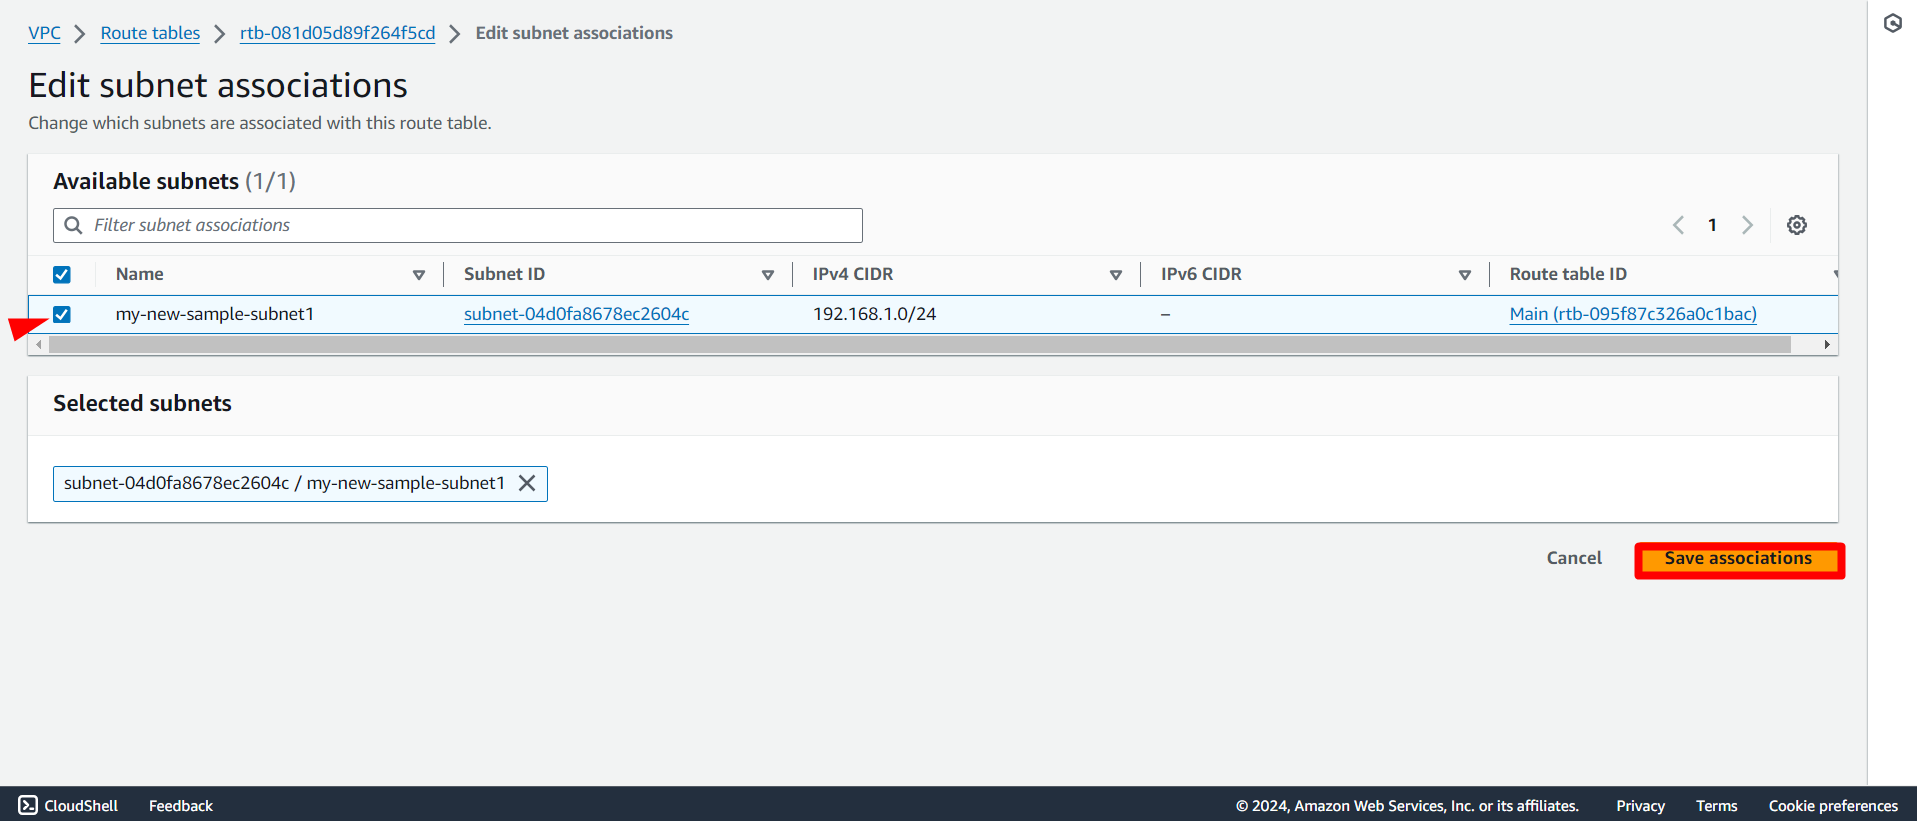 VPC > Route tables > rtb-081d05d89f264f5cd > Edit subnet associations
Edit subnet associations
Change which subnets are associated with this route table.
Available subnets (1/1)
Filter subnet associations
1
Name Subnet ID IPv4 CIDR IPv6 CIDR Route table ID
my-new-sample-subnet1 subnet-04d0fa8678ec2604c 192.168.1.0/24 – Main (rtb-095f87c326a0c1bac)
Selected subnets
subnet-04d0fa8678ec2604c / my-new-sample-subnet1
Cancel Save associations
CloudShell Feedback © 2024, Amazon Web Services, Inc. or its affiliates. Privacy Terms Cookie preferences